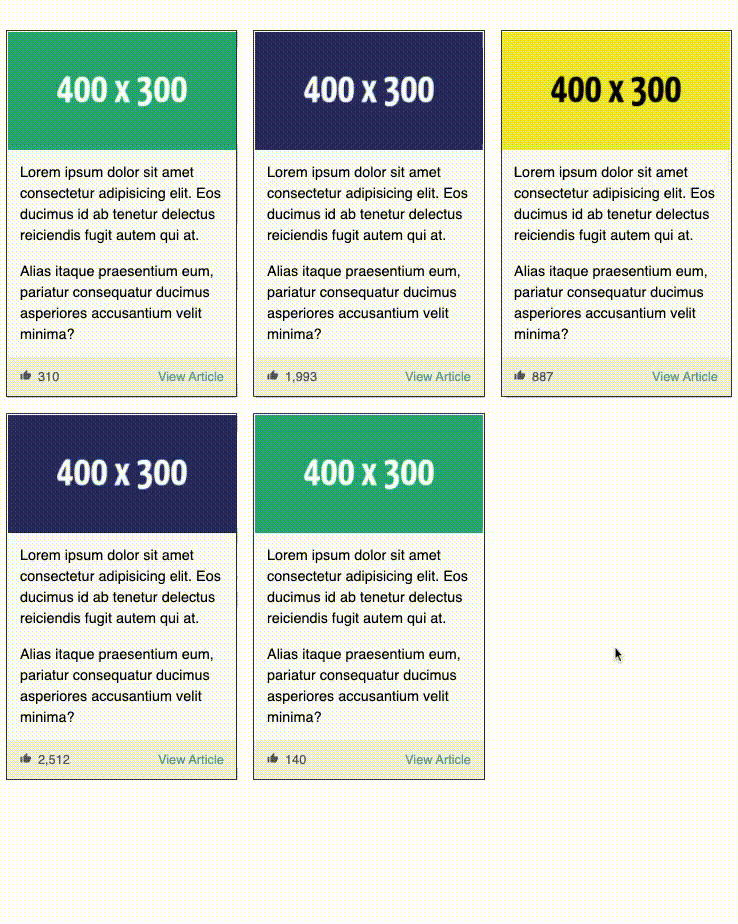 400 x 300
Lorem ipsum dolor sit amet
consectetur adipisicing elit. Eos
ducimus id ab tenetur delectus
reiciendis fugit autem qui at.
Alias itaque praesentium eum,
pariatur consequatur ducimus
asperiores accusantium velit
minima?
310 View Article
400 x 300
Lorem ipsum dolor sit amet
consectetur adipisicing elit. Eos
ducimus id ab tenetur delectus
reiciendis fugit autem qui at.
Alias itaque praesentium eum,
pariatur consequatur ducimus
asperiores accusantium velit
minima?
1,993 View Article
400 x 300
Lorem ipsum dolor sit amet
consectetur adipisicing elit. Eos
ducimus id ab tenetur delectus
reiciendis fugit autem qui at.
Alias itaque praesentium eum,
pariatur consequatur ducimus
asperiores accusantium velit
minima?
887 View Article
400 x 300
Lorem ipsum dolor sit amet
consectetur adipisicing elit. Eos
ducimus id ab tenetur delectus
reiciendis fugit autem qui at.
Alias itaque praesentium eum,
pariatur consequatur ducimus
asperiores accusantium velit
minima?
2,512 View Article
400 x 300
Lorem ipsum dolor sit amet
consectetur adipisicing elit. Eos
ducimus id ab tenetur delectus
reiciendis fugit autem qui at.
Alias itaque praesentium eum,
pariatur consequatur ducimus
asperiores accusantium velit
minima?
140 View Article